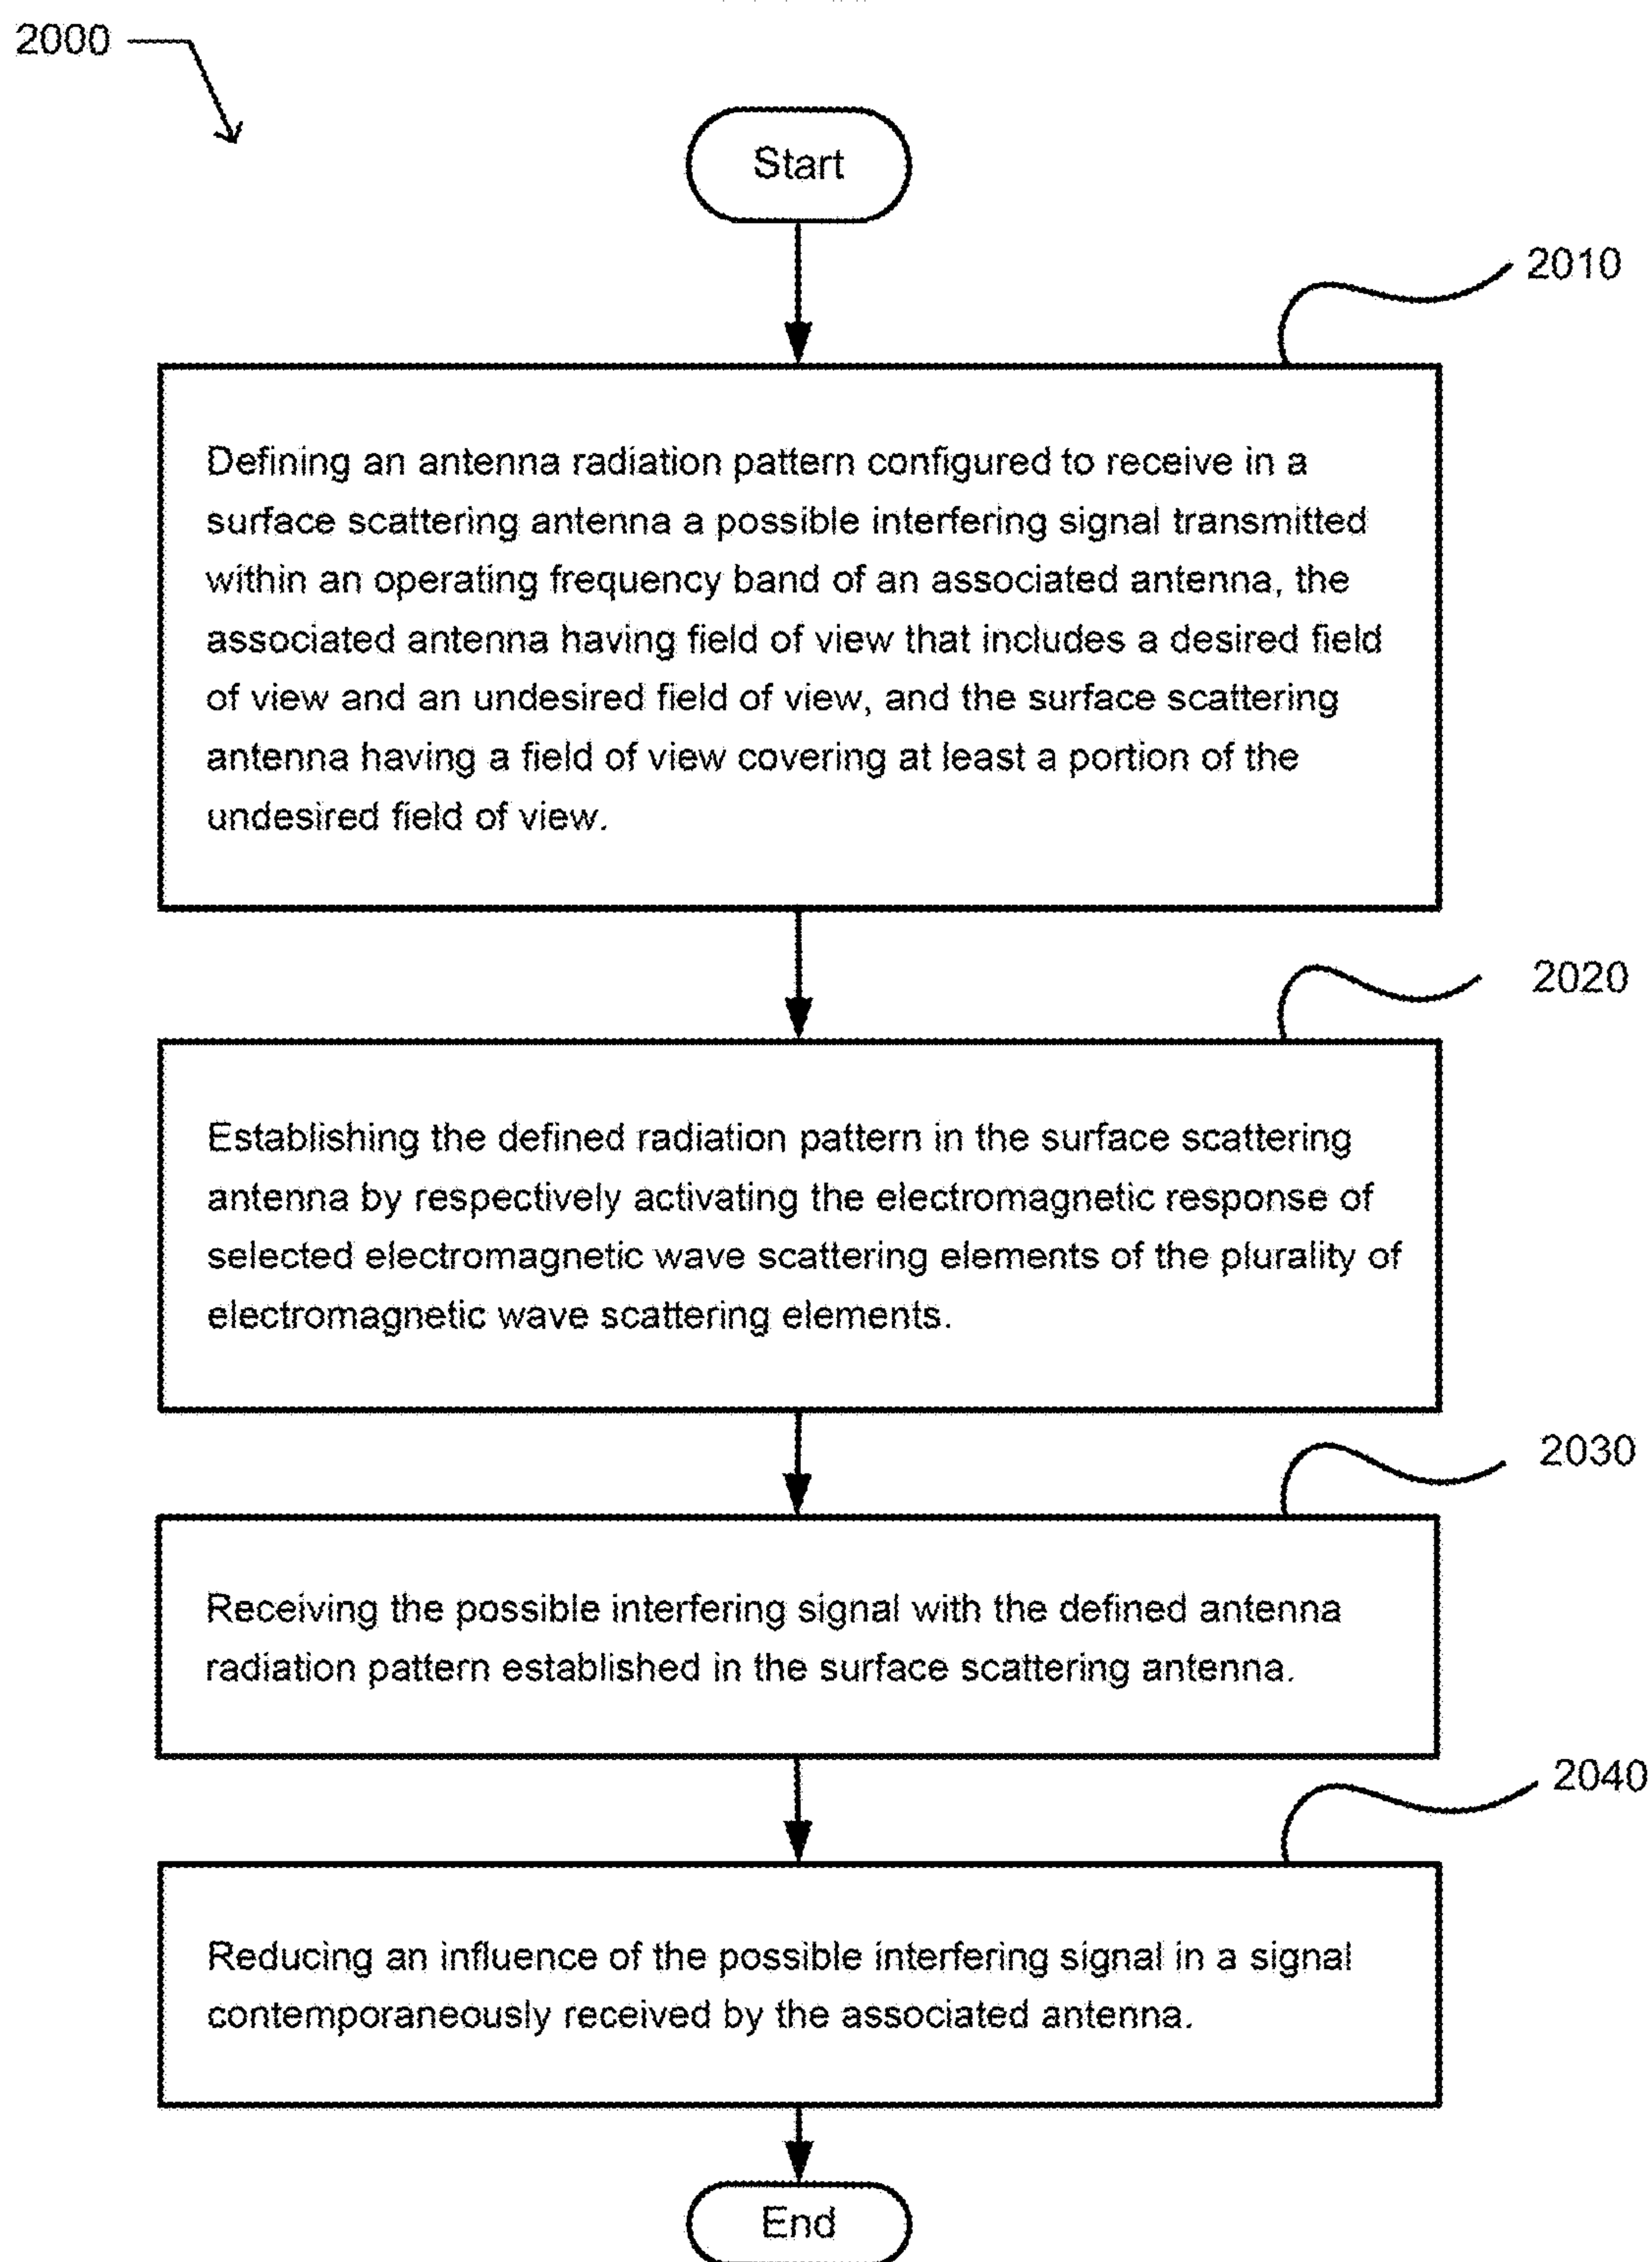 2000
Start
2010
Defining an antenna radiation pattern configured to receive in a
surface scattering antenna a possible interfering signal transmitted
within an operating frequency band of an associated antenna, the
associated antenna having field of view that includes a desired field
of view and an undesired field of view, and the surface scattering
antenna having a field of view covering at least a portion of the
undesired field of view.
2020
Establishing the defined radiation pattern in the surface scattering
antenna by respectively activating the electromagnetic response of
selected electromagnetic wave scattering elements of the plurality of
electromagnetic wave scattering elements.
2030
Receiving the possible interfering signal with the defined antenna
radiation pattern established in the surface scattering antenna.
2040
Reducing an influence of the possible interfering signal in a signal
contemporaneously received by the associated antenna.
End